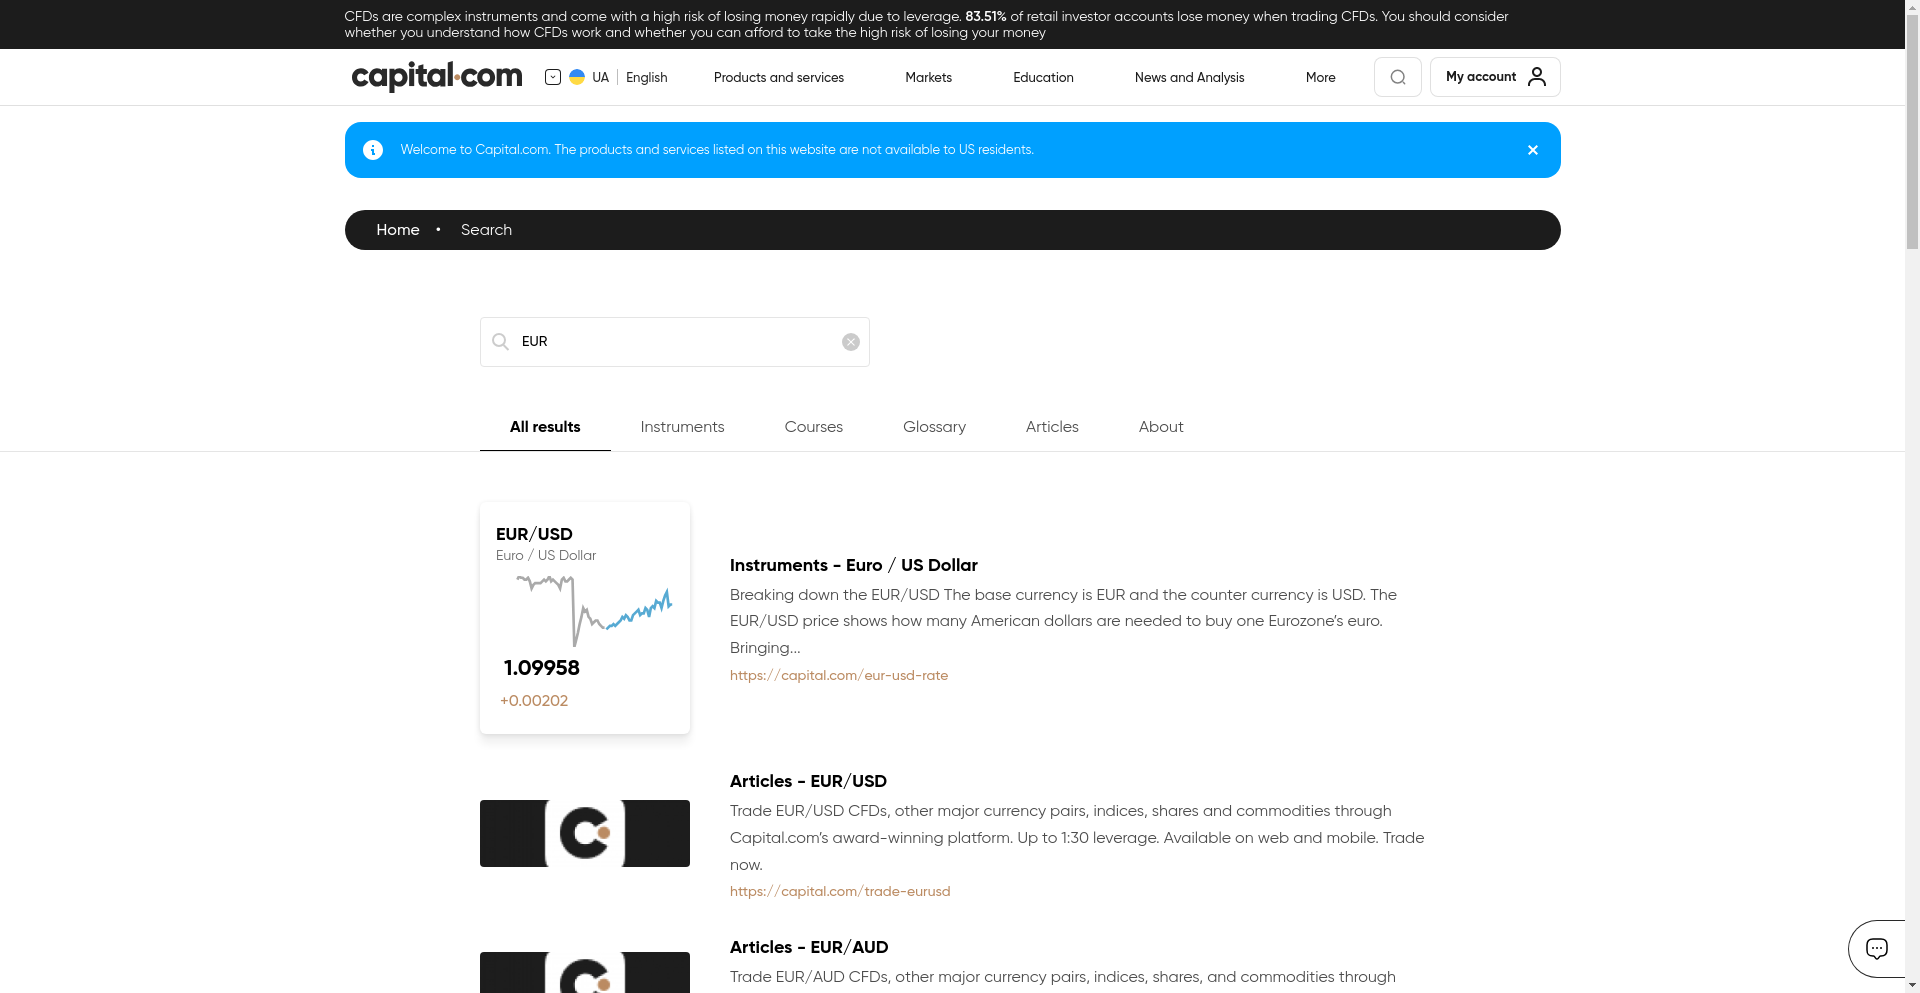 CFDs are complex instruments and come with a high risk of losing money rapidly due to leverage. 83.51% of retail investor accounts lose money when trading CFDs. You should consider
whether you understand how CFDs work and whether you can afford to take the high risk of losing your money
capital.com
UA
English
Products and services
Markets
Education
News and Analysis
More
My account
Welcome to Capital.com. The products and services listed on this website are not available to US residents.
Home • Search
EUR
All results
Instruments
Courses
Glossary
Articles
About
EUR/USD
Euro / US Dollar
1.09958
+0.00202
Instruments - Euro / US Dollar
Breaking down the EUR/USD The base currency is EUR and the counter currency is USD. The
EUR/USD price shows how many American dollars are needed to buy one Eurozone’s euro.
Bringing...
https://capital.com/eur-usd-rate
Articles - EUR/USD
Trade EUR/USD CFDs, other major currency pairs, indices, shares and commodities through
Capital.com’s award-winning platform. Up to 1:30 leverage. Available on web and mobile. Trade
now.
https://capital.com/trade-eurusd
Articles - EUR/AUD
Trade EUR/AUD CFDs, other major currency pairs, indices, shares, and commodities through